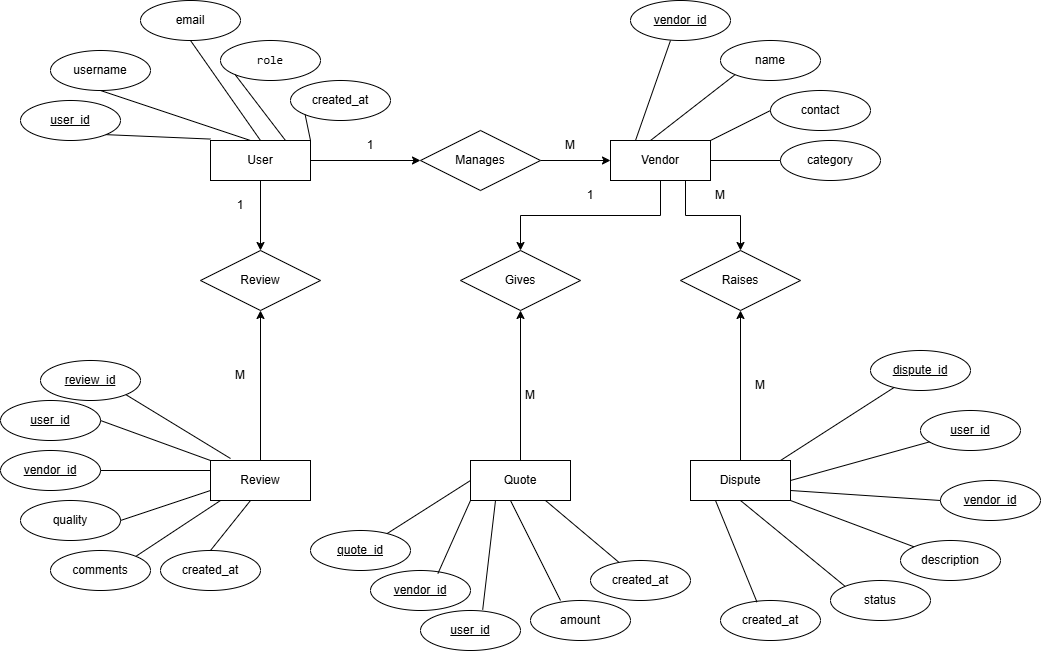 email
vendor_id
role
name
username
created_at
contact
user_id
1
M
User
Manages
Vendor
category
1
1
M
Review
Gives
Raises
M
review_id
user_id
vendor_id
quality
comments
created_at
Review
M
Quote
quote_id
vendor_id
user_id
amount
created_at
M
Dispute
dispute_id
user_id
vendor_id
description
status
created_at